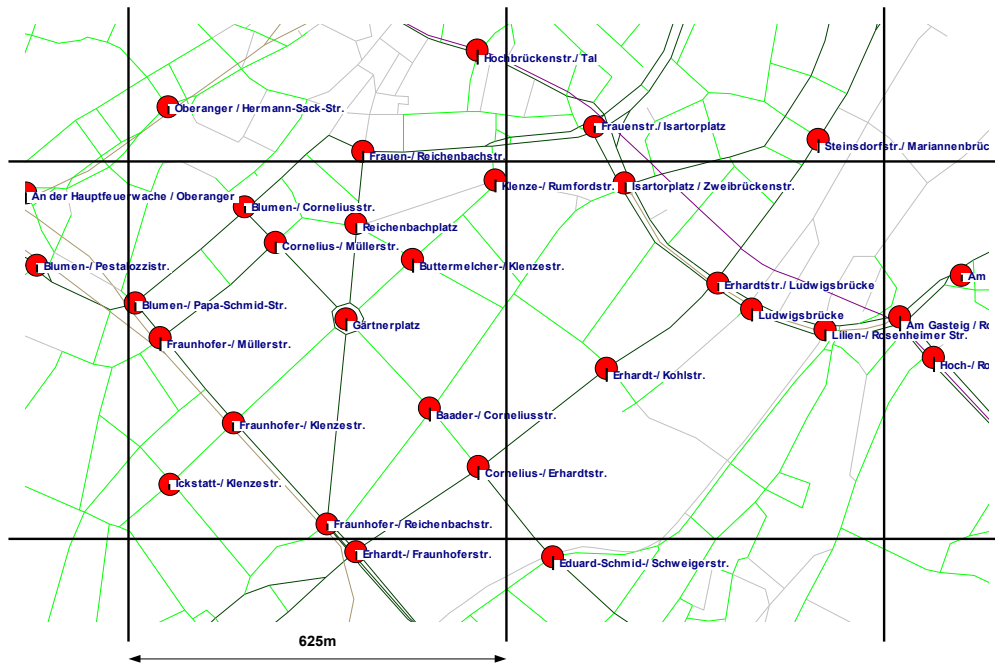 Hochbrückenstr./ Tal
Oberanger / Hermann-Sack-Str.
Frauenstr./ Isartorplatz
Steinsdorfstr./ Mariannenbrüc
Frauen-/ Reichenbachstr.
Klenze-/ Rumfordstr.
Isartorplatz / Zweibrückenstr.
An der Hauptfeuerwache / Oberanger
Blumen-/ Corneliusstr.
Reichenbachplatz
Cornelius-/ Müllerstr.
Buttermelcher-/ Klenzestr.
Blumen-/ Pestalozzistr.
Am
Erhardtstr./ Ludwigsbrücke
Blumen-/ Papa-Schmid-Str.
Ludwigsbrücke
Gärtnerplatz
Am Gasteig / Ro
Lilien-/ Rosenheimer Str.
Fraunhofer-/ Müllerstr.
Hoch-/ Ro
Erhardt-/ Kohlstr.
Baader-/ Corneliusstr.
Fraunhofer-/ Klenzestr.
Cornelius-/ Erhardtstr.
Ickstatt-/ Klenzestr.
Fraunhofer-/ Reichenbachstr.
Erhardt-/ Fraunhoferstr.
Eduard-Schmid-/ Schweigerstr.
625m